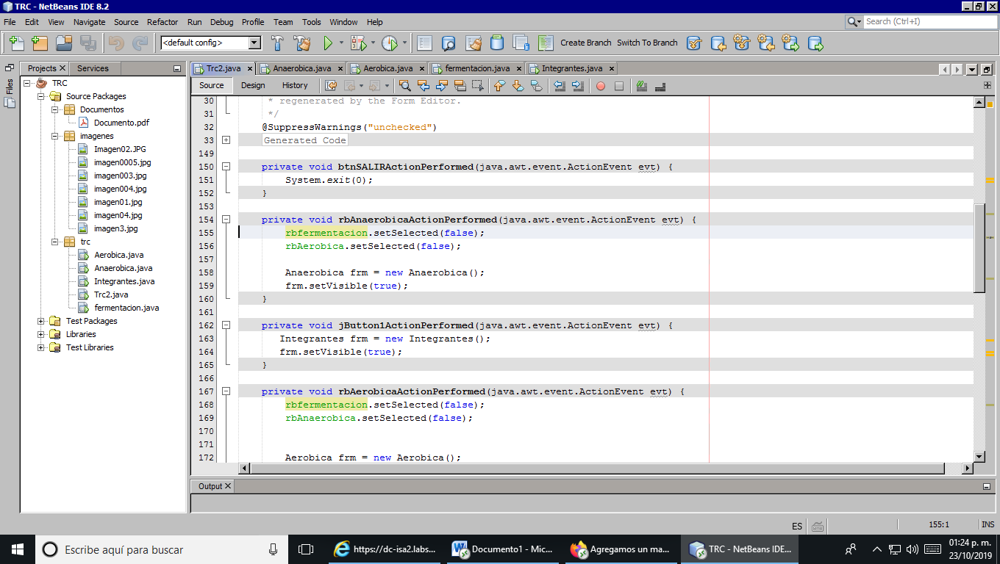 TRC - NetBeans IDE 8.2
File Edit View Navigate Source Refactor Run Debug Profile Team Tools Window Help
Search (Ctrl+I)
<default config>
Create Branch Switch To Branch
Files
Projects Services
TRC
Source Packages
Documentos
Documento.pdf
imagenes
Imagen02.JPG
imagen0005.jpg
imagen003.jpg
imagen004.jpg
imagen01.jpg
imagen04.jpg
imagen3.jpg
trc
Aerobica.java
Anaerobica.java
Integrantes.java
Trc2.java
fermentacion.java
Test Packages
Libraries
Test Libraries
Trc2.java Anaerobica.java Aerobica.java fermentacion.java Integrantes.java
Source Design History
30 * regenerated by the Form Editor.
31 */
32 @SuppressWarnings("unchecked")
33 Generated Code
149
150 private void btnSALIRActionPerformed(java.awt.event.ActionEvent evt) {
151 System.exit(0);
152 }
153
154 private void rbAnaerobicaActionPerformed(java.awt.event.ActionEvent evt) {
155 rbfermentacion.setSelected(false);
156 rbAerobica.setSelected(false);
157
158 Anaerobica frm = new Anaerobica();
159 frm.setVisible(true);
160 }
161
162 private void jButton1ActionPerformed(java.awt.event.ActionEvent evt) {
163 Integrantes frm = new Integrantes();
164 frm.setVisible(true);
165 }
166
167 private void rbAerobicaActionPerformed(java.awt.event.ActionEvent evt) {
168 rbfermentacion.setSelected(false);
169 rbAnaerobica.setSelected(false);
170
171
172 Aerobica frm = new Aerobica();
Output
ES
155:1 INS
Escribe aquí para buscar
https://dc-isa2.labs...
Documento1 - Mic...
Agregamos un ma...
TRC - NetBeans IDE...
01:24 p. m.
23/10/2019